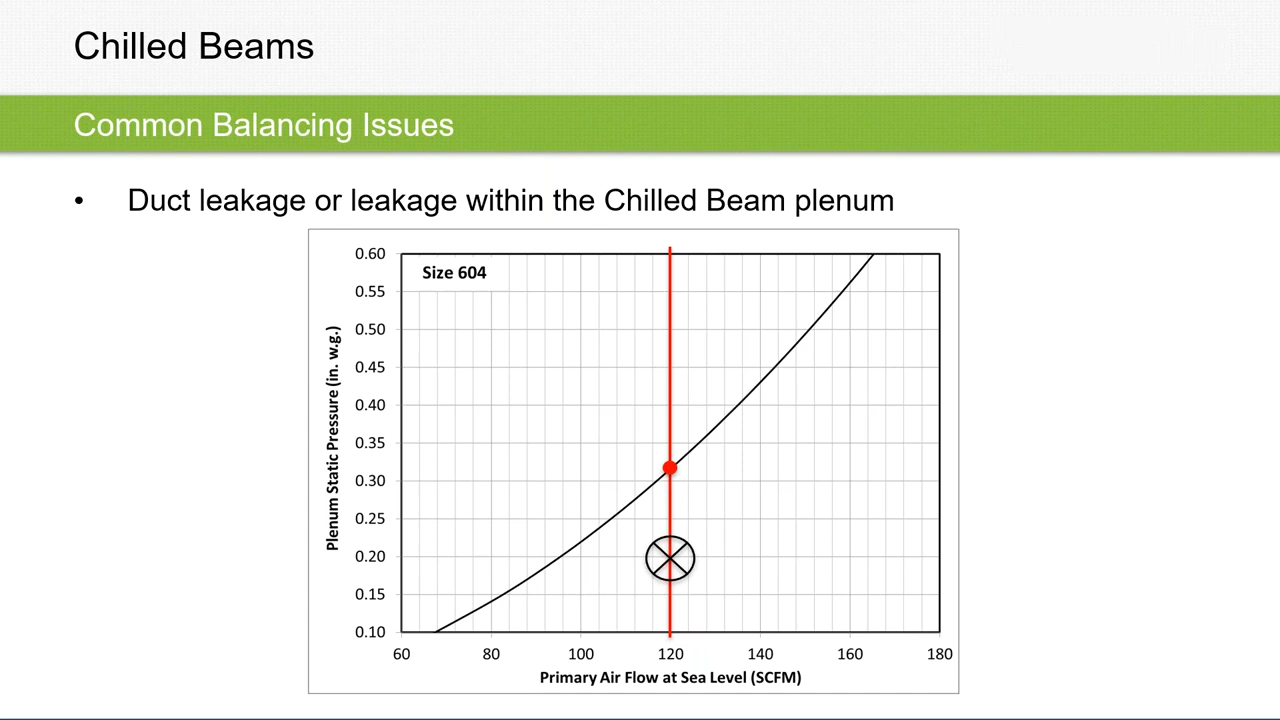 Chilled Beams
Common Balancing Issues
• Duct leakage or leakage within the Chilled Beam plenum
Size 604
0.60
0.55
0.50
0.45
0.40
0.35
0.30
0.25
0.20
0.15
0.10
Plenum Static Pressure (in. w.g.)
60 80 100 120 140 160 180
Primary Air Flow at Sea Level (SCFM)